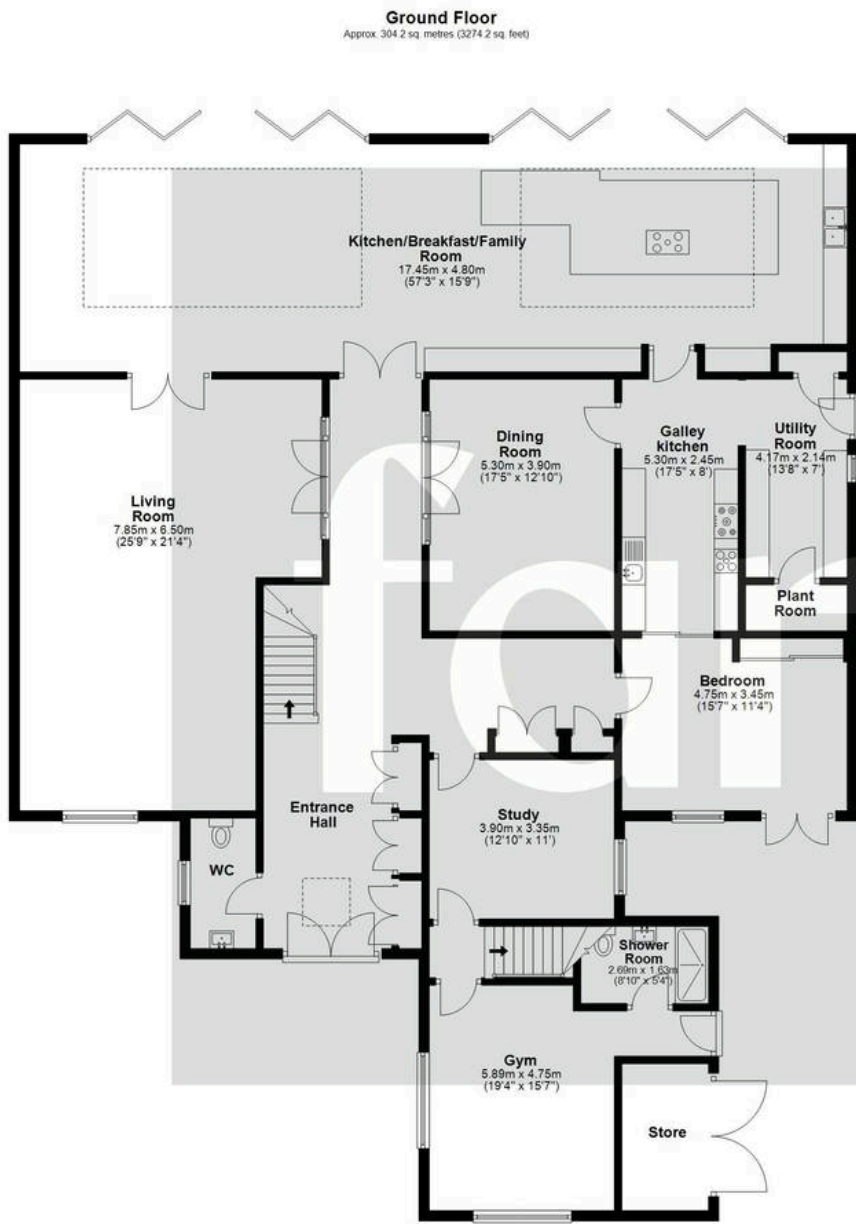 Ground Floor
Approx. 304.2 sq. metres (3274.2 sq. feet)
Kitchen/Breakfast/Family
Room
17.45m x 4.80m
(57'3" x 15'9")
Dining
Room
5.30m x 3.90m
(17'5" x 12'10")
Galley
kitchen
5.30m x 2.45m
(17'5" x 8')
Utility
Room
4.17m x 2.14m
(13'8" x 7')
Living
Room
7.85m x 6.50m
(25'9" x 21'4")
Plant
Room
Bedroom
4.75m x 3.45m
(15'7" x 11'4")
Entrance
Hall
Study
3.90m x 3.35m
(12'10" x 11')
WC
Shower
Room
2.69m x 1.63m
(8'10" x 5'4")
Gym
5.89m x 4.75m
(19'4" x 15'7")
Store